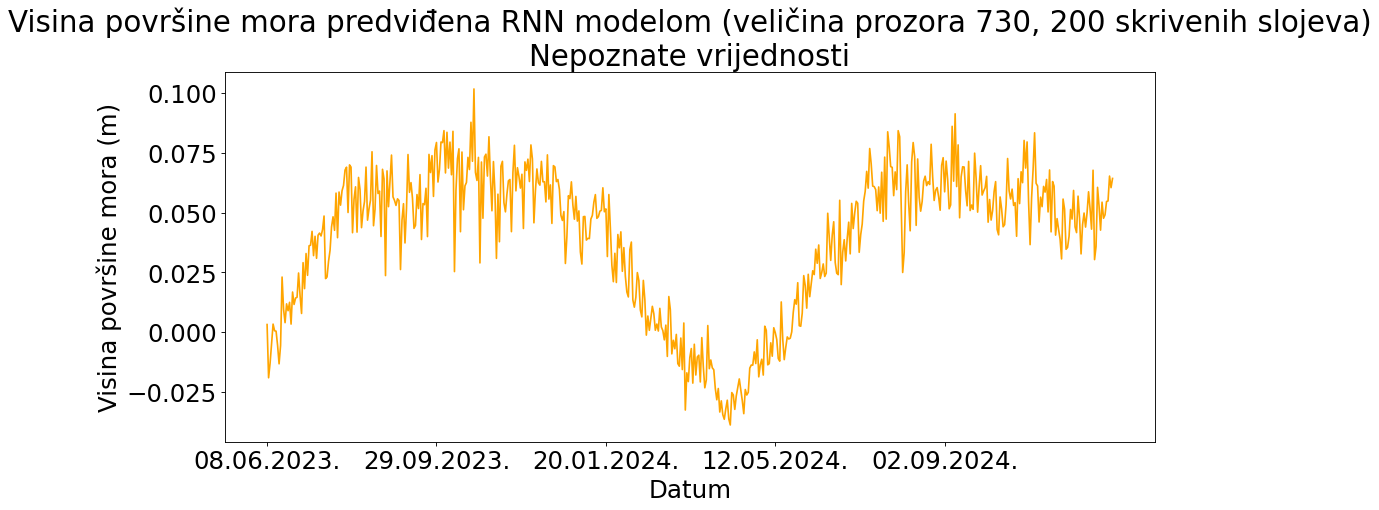 Visina površine mora predviđena RNN modelom (veličina prozora 730, 200 skrivenih slojeva)
Nepoznate vrijednosti
Visina površine mora (m)
0.100
0.075
0.050
0.025
0.000
−0.025
08.06.2023. 29.09.2023. 20.01.2024. 12.05.2024. 02.09.2024.
Datum